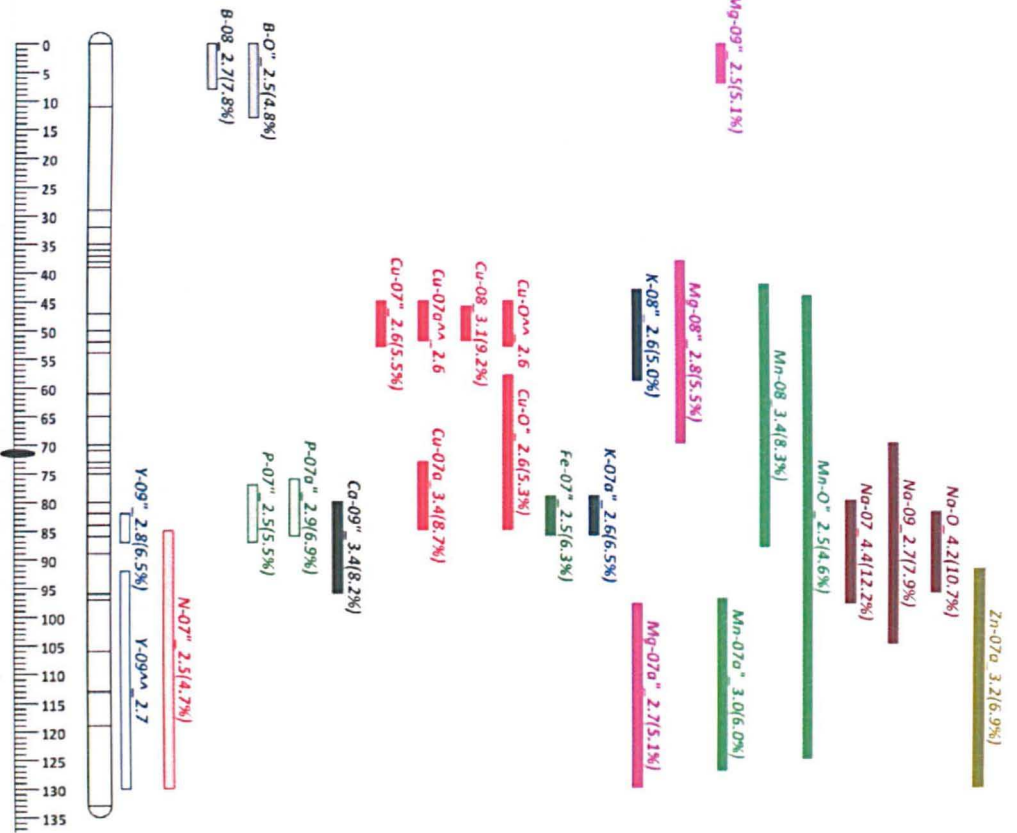 0
5
10
15
20
25
30
35
40
45
50
55
60
65
70
75
80
85
90
95
100
105
110
115
120
125
130
135
Y-09"_2.8(6.5%)
Y-09^^_2.7
N-07"_2.5(4.7%)
B-08_2.7(7.8%)
B-O"_2.5(4.8%)
P-07"_2.5(5.5%)
P-07a"_2.9(6.9%)
Ca-09"_3.4(8.2%)
Cu-07"_2.6(5.5%)
Cu-07a^^_2.6
Cu-07a_3.4(8.7%)
Cu-08_3.1(9.2%)
Cu-O^^_2.6
Cu-O"_2.6(5.3%)
Fe-07"_2.5(6.3%)
K-07a"_2.6(6.5%)
K-08"_2.6(5.0%)
Mg-07a"_2.7(5.1%)
Mg-08"_2.8(5.5%)
Mg-09"_2.5(5.1%)
Mn-07a"_3.0(6.0%)
Mn-08_3.4(8.3%)
Mn-O"_2.5(4.6%)
Na-07_4.4(12.2%)
Na-09_2.7(7.9%)
Na-O_4.2(10.7%)
Zn-07a_3.2(6.9%)